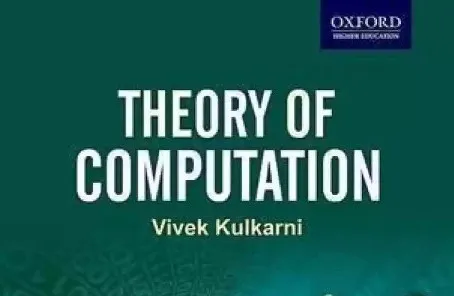 OXFORD
HIGHER EDUCATION
THEORY OF
COMPUTATION
Vivek Kulkarni